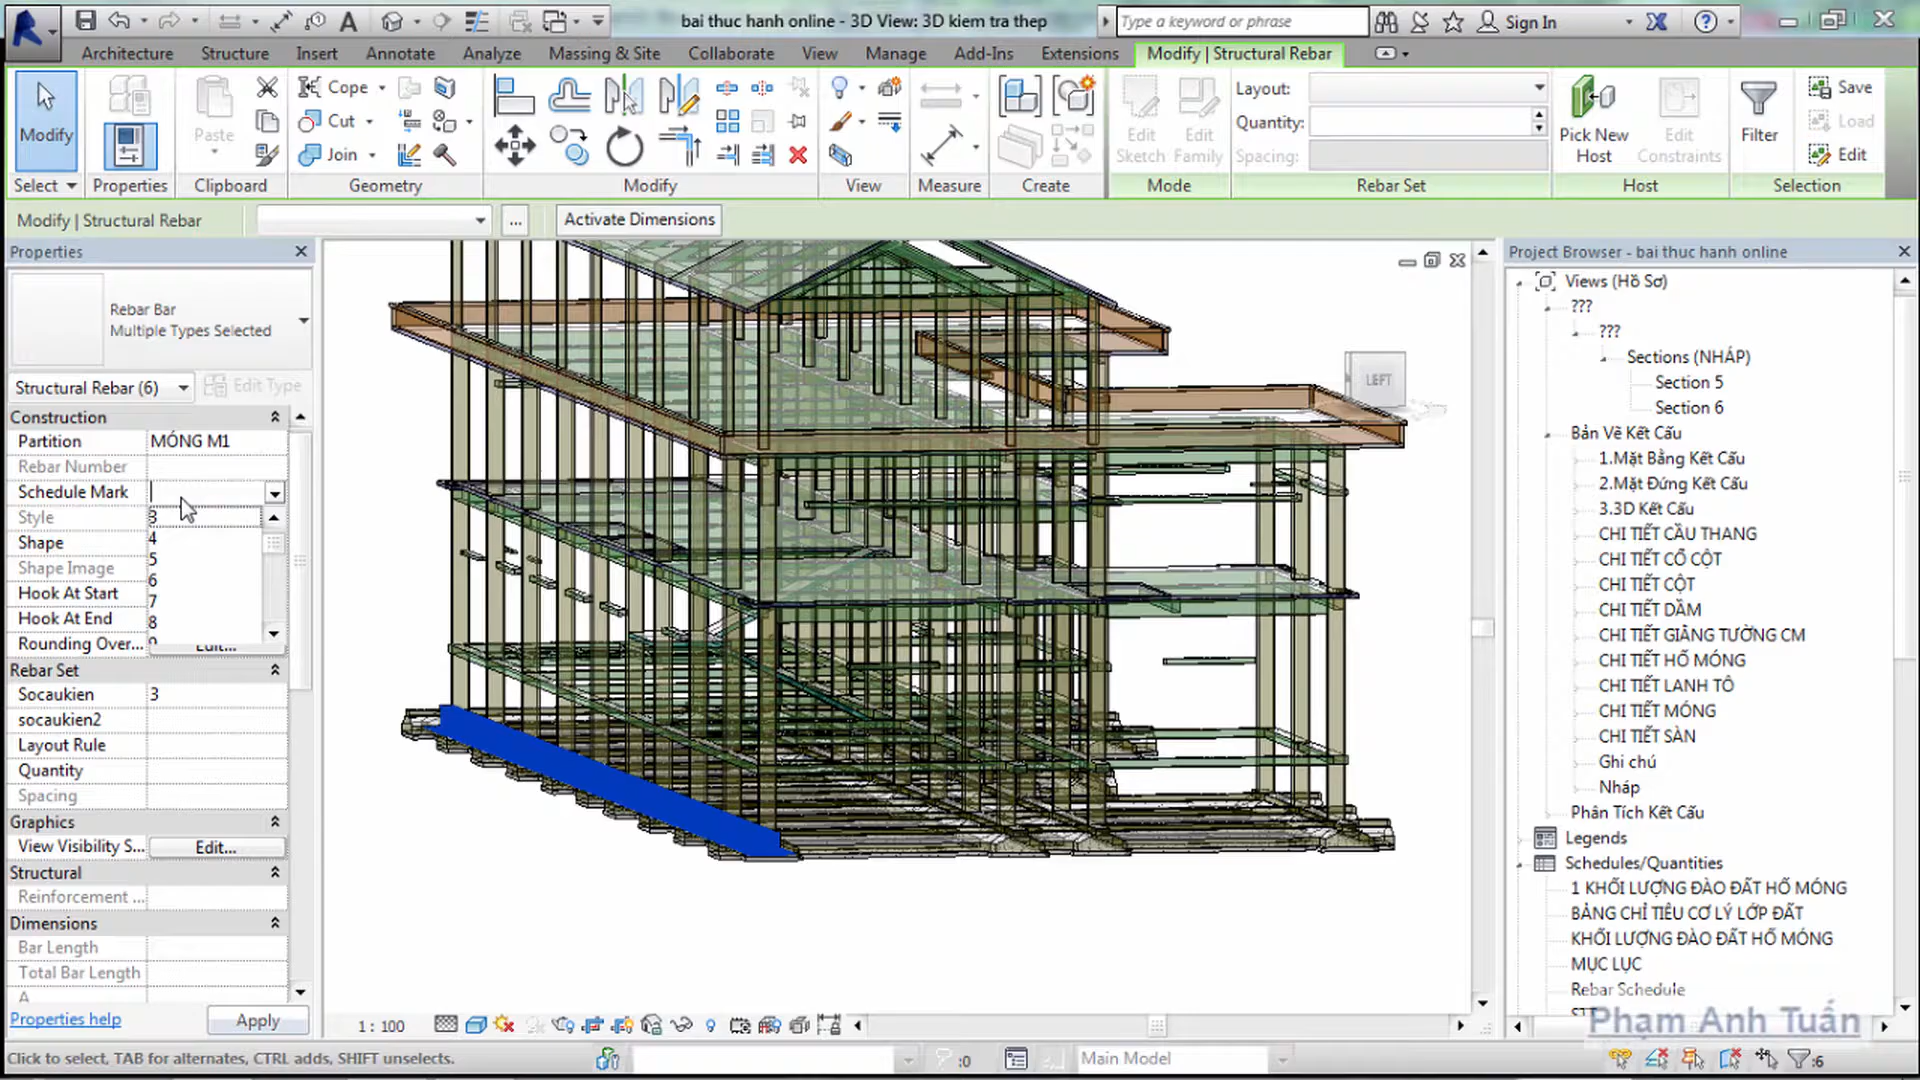 bai thuc hanh online - 3D View: 3D kiem tra thep
Type a keyword or phrase
Sign In
Architecture Structure Insert Annotate Analyze Massing & Site Collaborate View Manage Add-Ins Extensions Modify | Structural Rebar
Modify
Paste
Cope
Cut
Join
Edit Sketch
Edit Family
Layout:
Quantity:
Spacing:
Pick New Host
Edit Constraints
Filter
Save
Load
Edit
Select Properties Clipboard Geometry Modify View Measure Create Mode Rebar Set Host Selection
Modify | Structural Rebar
...
Activate Dimensions
Properties
Rebar Bar
Multiple Types Selected
Structural Rebar (6)
Edit Type
Construction
Partition MÓNG M1
Rebar Number
Schedule Mark
Style 3
4
Shape
5
Shape Image
6
Hook At Start
7
Hook At End 8
Rounding Over... 9 Edit...
Rebar Set
Socaukien 3
socaukien2
Layout Rule
Quantity
Spacing
Graphics
View Visibility S... Edit...
Structural
Reinforcement ...
Dimensions
Bar Length
Total Bar Length
A
Properties help
Apply
LEFT
1 : 100
Project Browser - bai thuc hanh online
Views (Hồ Sơ)
???
???
Sections (NHÁP)
Section 5
Section 6
Bản Vẽ Kết Cấu
1.Mặt Bằng Kết Cấu
2.Mặt Đứng Kết Cấu
3.3D Kết Cấu
CHI TIẾT CẦU THANG
CHI TIẾT CỔ CỘT
CHI TIẾT CỘT
CHI TIẾT DẦM
CHI TIẾT GIẰNG TƯỜNG CM
CHI TIẾT HỐ MÓNG
CHI TIẾT LANH TÔ
CHI TIẾT MÓNG
CHI TIẾT SÀN
Ghi chú
Nháp
Phân Tích Kết Cấu
Legends
Schedules/Quantities
1 KHỐI LƯỢNG ĐÀO ĐẤT HỐ MÓNG
BẢNG CHỈ TIÊU CƠ LÝ LỚP ĐẤT
KHỐI LƯỢNG ĐÀO ĐẤT HỐ MÓNG
MỤC LỤC
Rebar Schedule
Phạm Anh Tuấn
Click to select, TAB for alternates, CTRL adds, SHIFT unselects.
:0
Main Model
:6